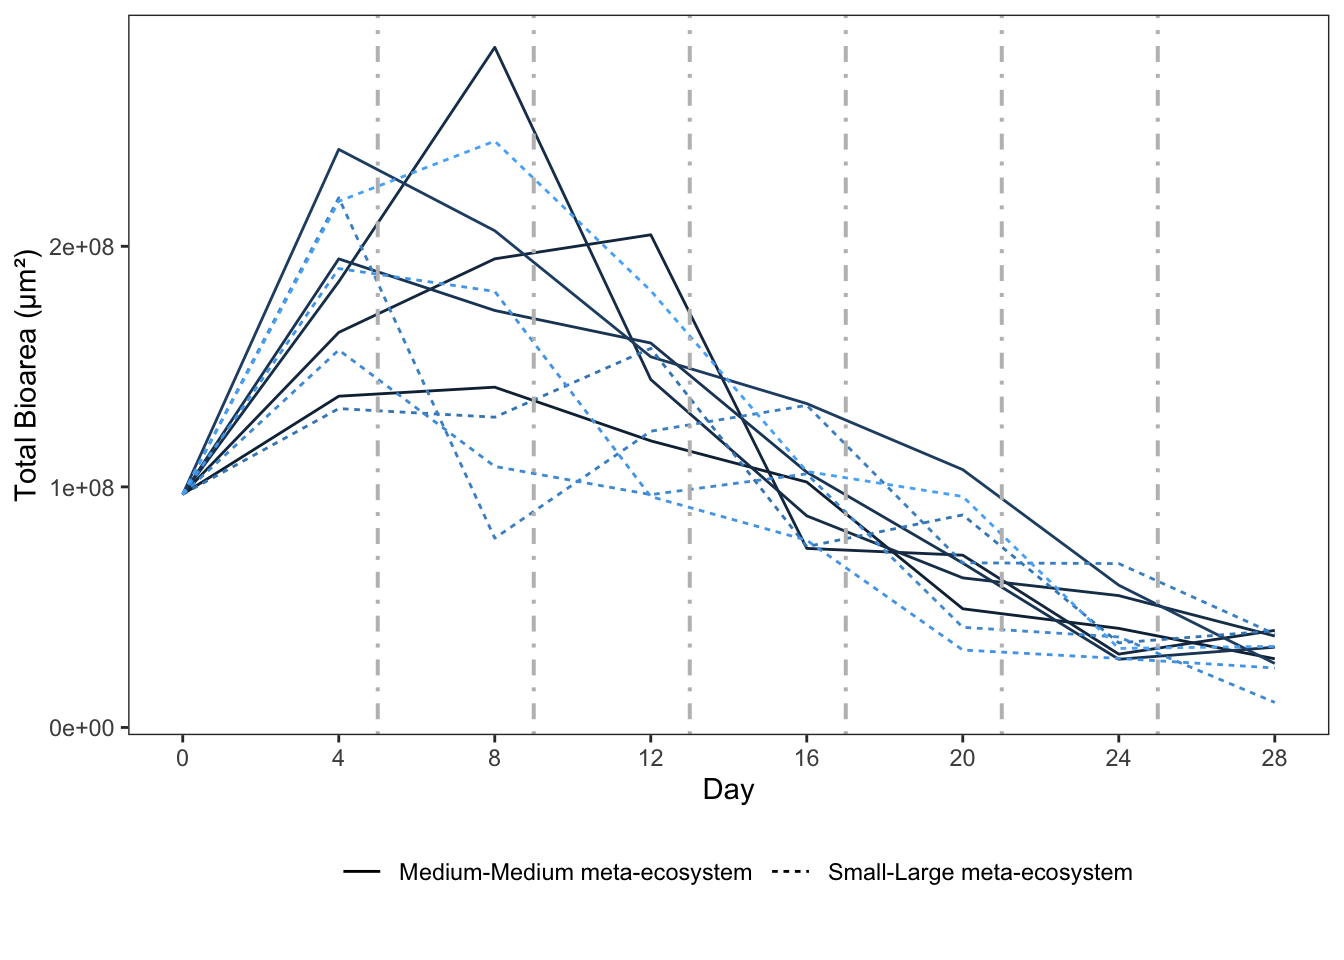 Total Bioarea (μm²)
2e+08
1e+08
0e+00
0 4 8 12 16 20 24 28
Day
Medium-Medium meta-ecosystem Small-Large meta-ecosystem